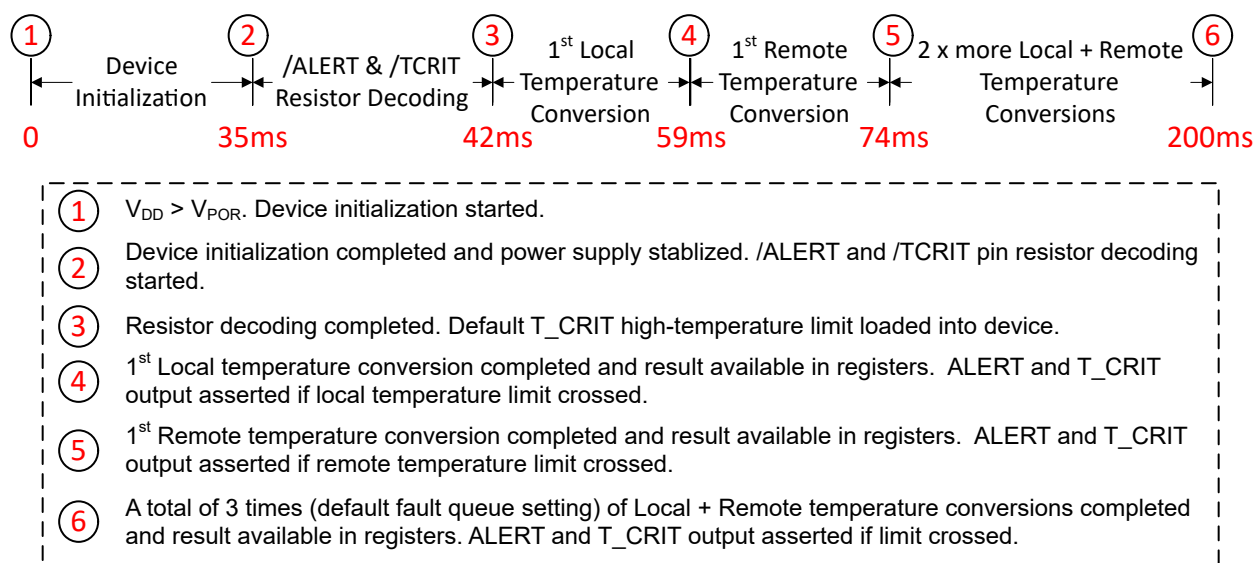 1 2 3 4 5 6
Device Initialization
/ALERT & /TCRIT Resistor Decoding
1st Local Temperature Conversion
1st Remote Temperature Conversion
2 x more Local + Remote Temperature Conversions
0 35ms 42ms 59ms 74ms 200ms
1 VDD > VPOR. Device initialization started.
2 Device initialization completed and power supply stablized. /ALERT and /TCRIT pin resistor decoding
started.
3 Resistor decoding completed. Default T_CRIT high-temperature limit loaded into device.
4 1st Local temperature conversion completed and result available in registers. ALERT and T_CRIT
output asserted if local temperature limit crossed.
5 1st Remote temperature conversion completed and result available in registers. ALERT and T_CRIT
output asserted if remote temperature limit crossed.
6 A total of 3 times (default fault queue setting) of Local + Remote temperature conversions completed
and result available in registers. ALERT and T_CRIT output asserted if limit crossed.